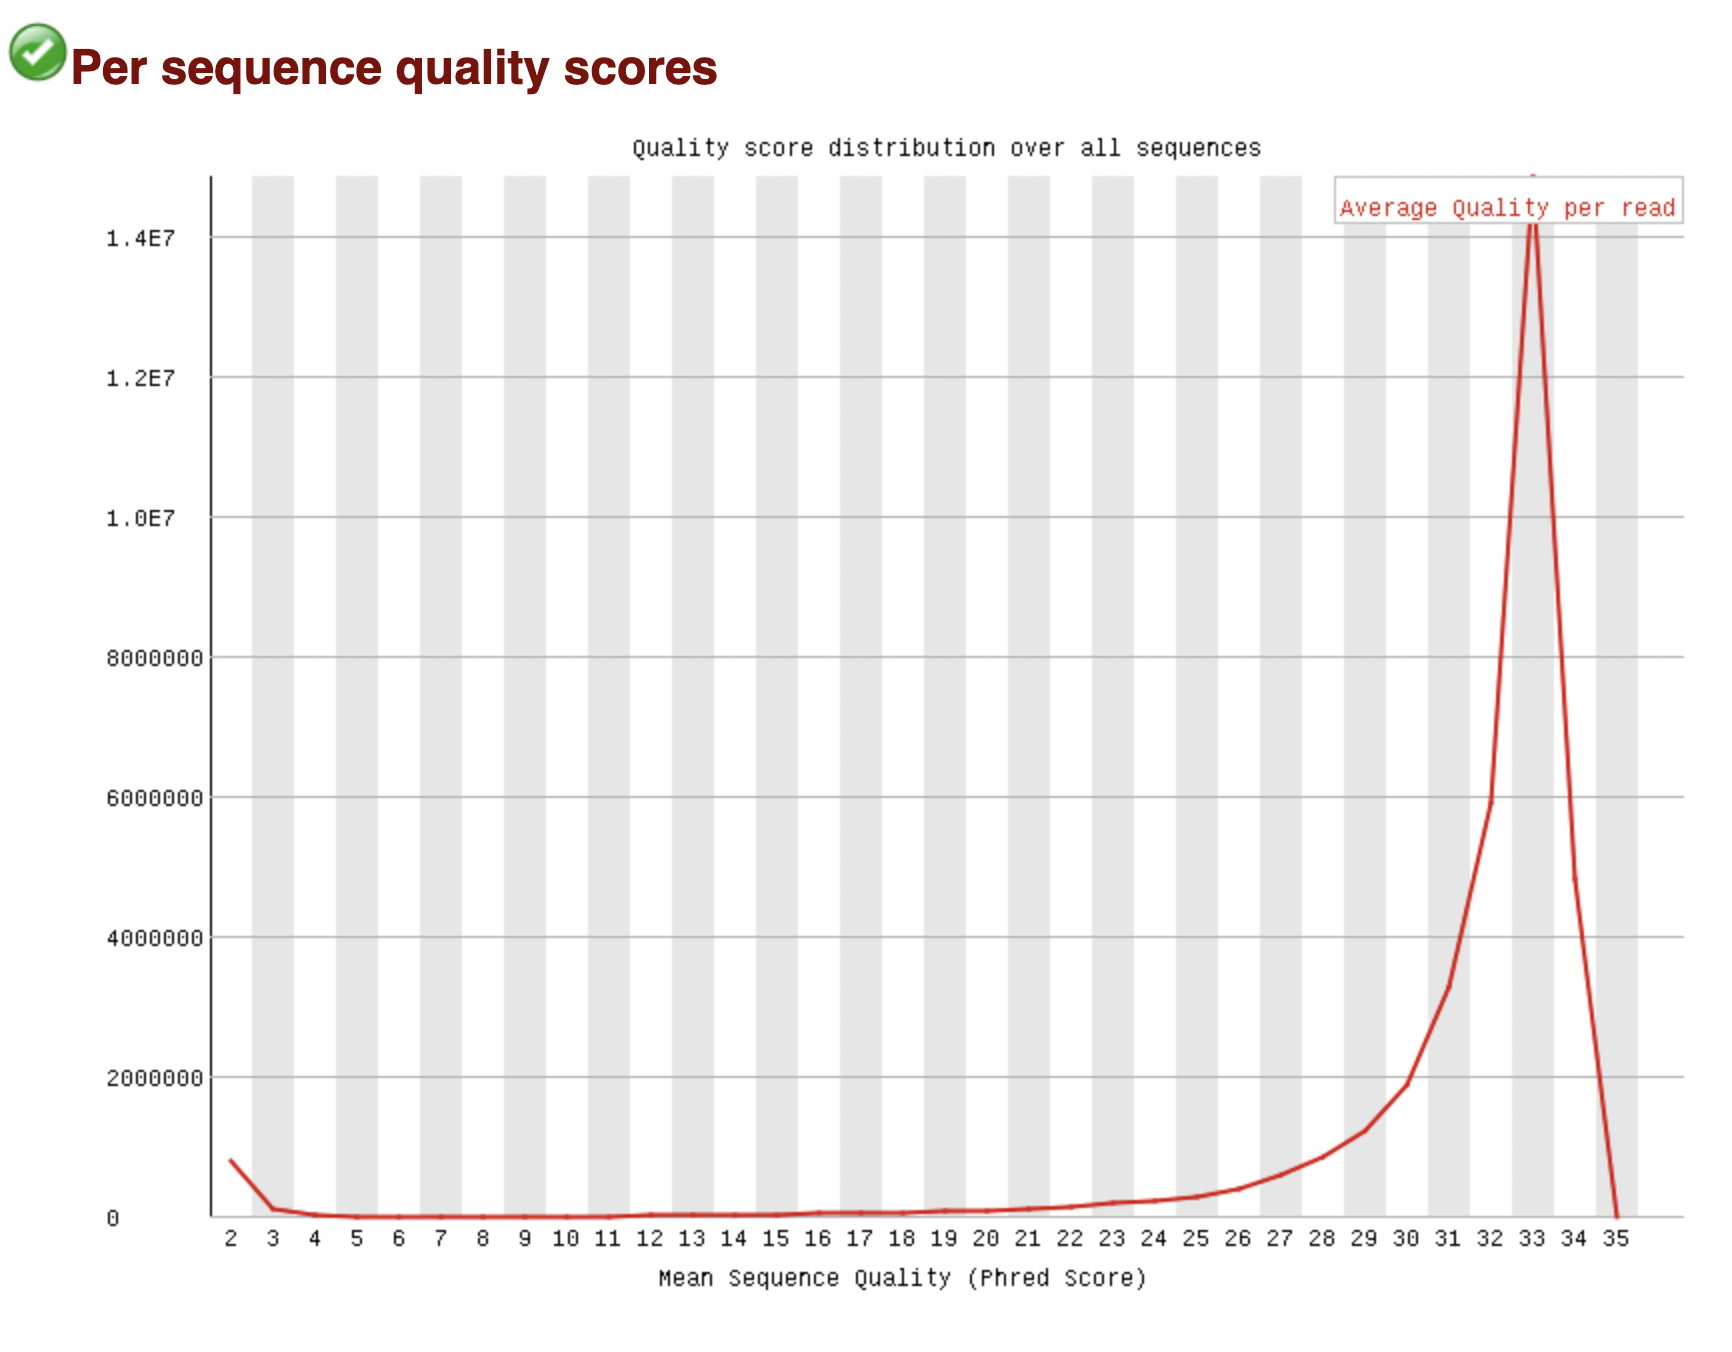 Per sequence quality scores
Quality score distribution over all sequences
Average Quality per read
1.4E7
1.2E7
1.0E7
8000000
6000000
4000000
2000000
0
2 3 4 5 6 7 8 9 10 11 12 13 14 15 16 17 18 19 20 21 22 23 24 25 26 27 28 29 30 31 32 33 34 35
Mean Sequence Quality (Phred Score)